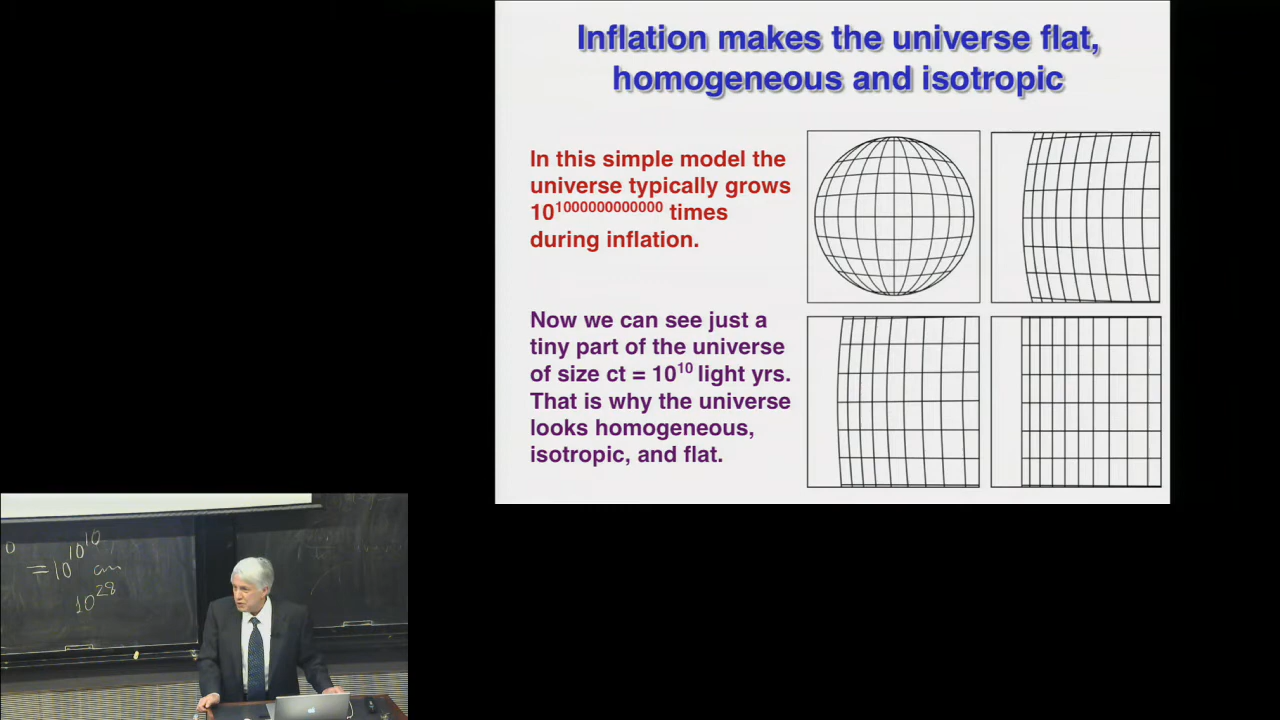 Inflation makes the universe flat,
homogeneous and isotropic
In this simple model the
universe typically grows
10^1000000000000 times
during inflation.
Now we can see just a
tiny part of the universe
of size ct = 10^10 light yrs.
That is why the universe
looks homogeneous,
isotropic, and flat.
= 10^10^10 cm
10^28